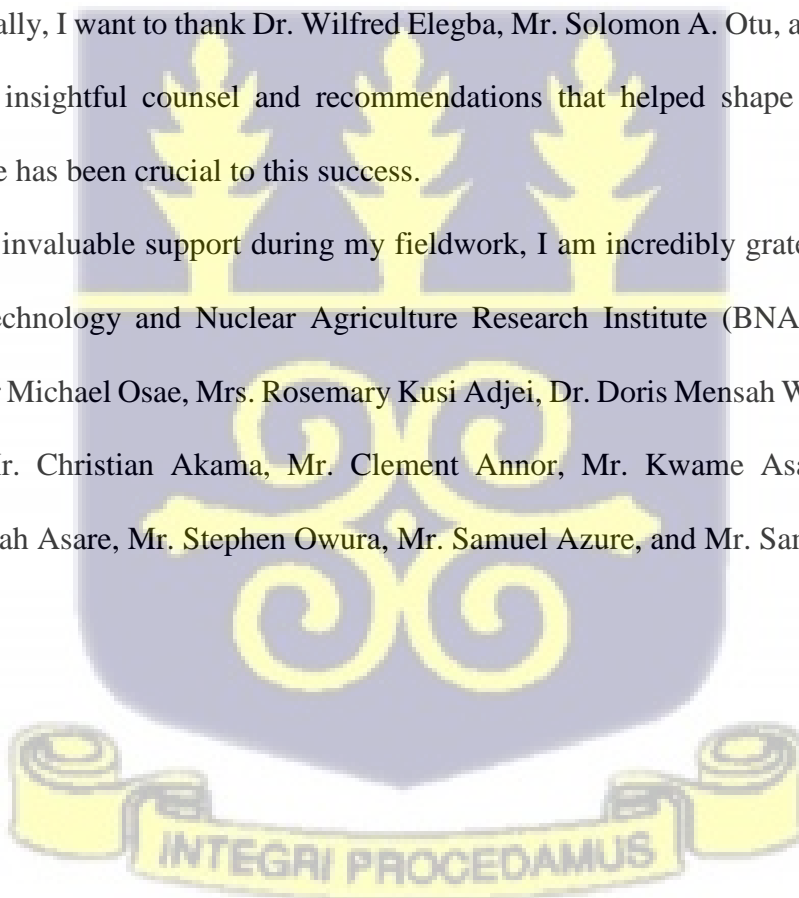 ally, I want to thank Dr. Wilfred Elegba, Mr. Solomon A. Otu, a
insightful counsel and recommendations that helped shape
e has been crucial to this success.
invaluable support during my fieldwork, I am incredibly grate
echnology and Nuclear Agriculture Research Institute (BNA
r Michael Osae, Mrs. Rosemary Kusi Adjei, Dr. Doris Mensah W
Ir. Christian Akama, Mr. Clement Annor, Mr. Kwame Asa
ah Asare, Mr. Stephen Owura, Mr. Samuel Azure, and Mr. Sar
INTEGRI PROCEDAMUS